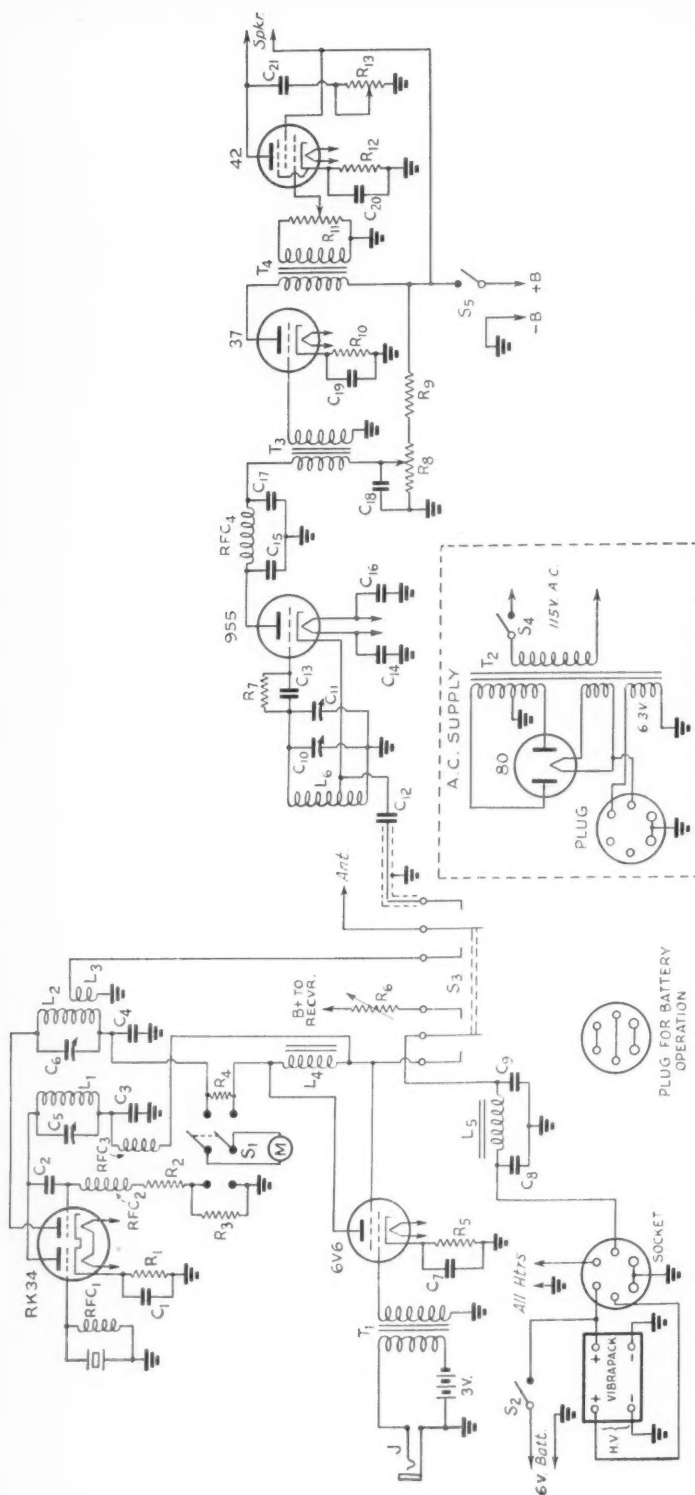 RK34
RFC1
C1
R1
C2
RFC2
R2
R3
C5
L1
C3
RFC3
L2
C6
C4
L3
S1
M
R4
L4
6V6
T1
J
3V.
C7
R5
B+ TO
RECVR.
R6
S3
Ant.
L5
C8
C9
S2
6V Batt.
All Htrs
VIBRAPACK
+
+
-
-
H.V.
SOCKET
PLUG FOR BATTERY
OPERATION
955
R7
C13
C10
C11
L6
C12
C14
C16
RFC4
C15
C17
T3
C18
R8
R9
37
C19
R10
T4
R11
42
C20
R12
C21
R13
Spkr.
S5
-B
+B
A.C. SUPPLY
80
T2
S4
115V. A.C.
6.3V
PLUG